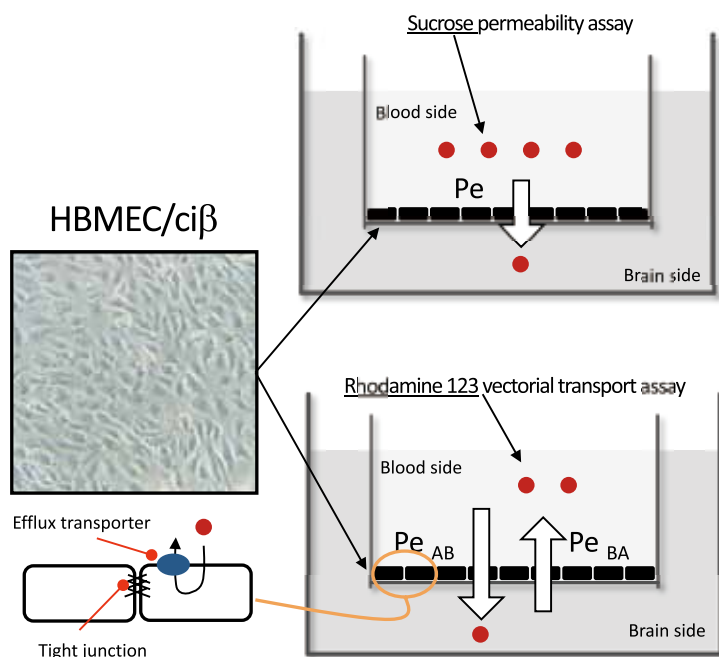 Sucrose permeability assay
Blood side
Pe
HBMEC/ciβ
Brain side
Rhodamine 123 vectorial transport assay
Blood side
Efflux transporter
Pe AB
Pe BA
Brain side
Tight junction